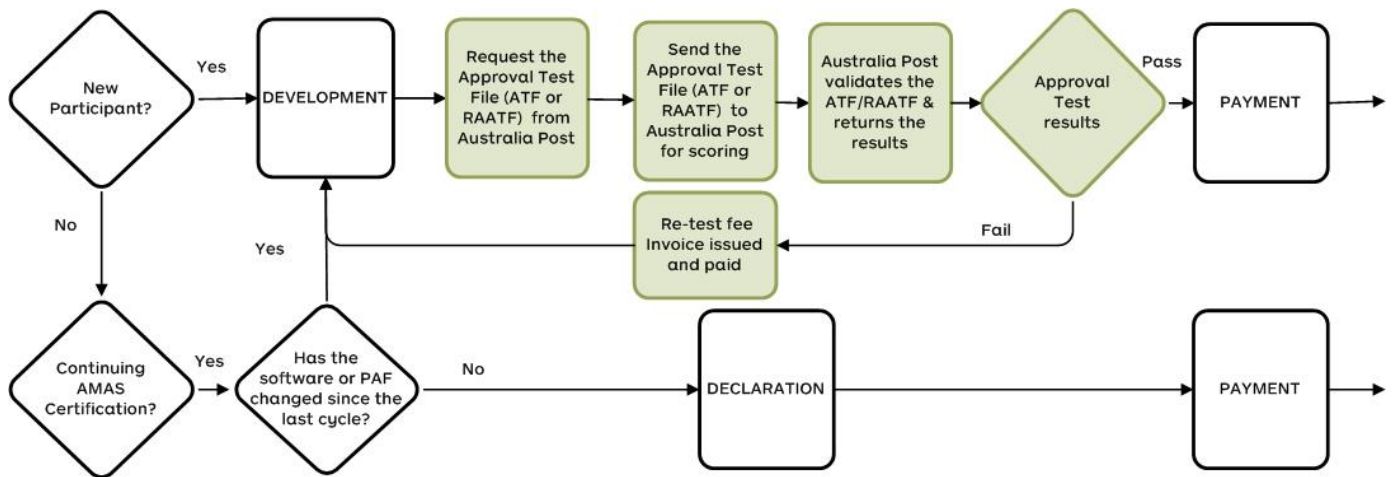 New
Participant?
Yes
DEVELOPMENT
Request the
Approval Test
File (ATF or
RAATF) from
Australia Post
Send the
Approval Test
File (ATF or
RAATF) to
Australia Post
for scoring
Australia Post
validates the
ATF/RAATF &
returns the
results
Approval
Test
results
Pass
PAYMENT
No
Yes
Re-test fee
Invoice issued
and paid
Fail
Continuing
AMAS
Certification?
Yes
Has the
software or PAF
changed since the
last cycle?
No
DECLARATION
PAYMENT